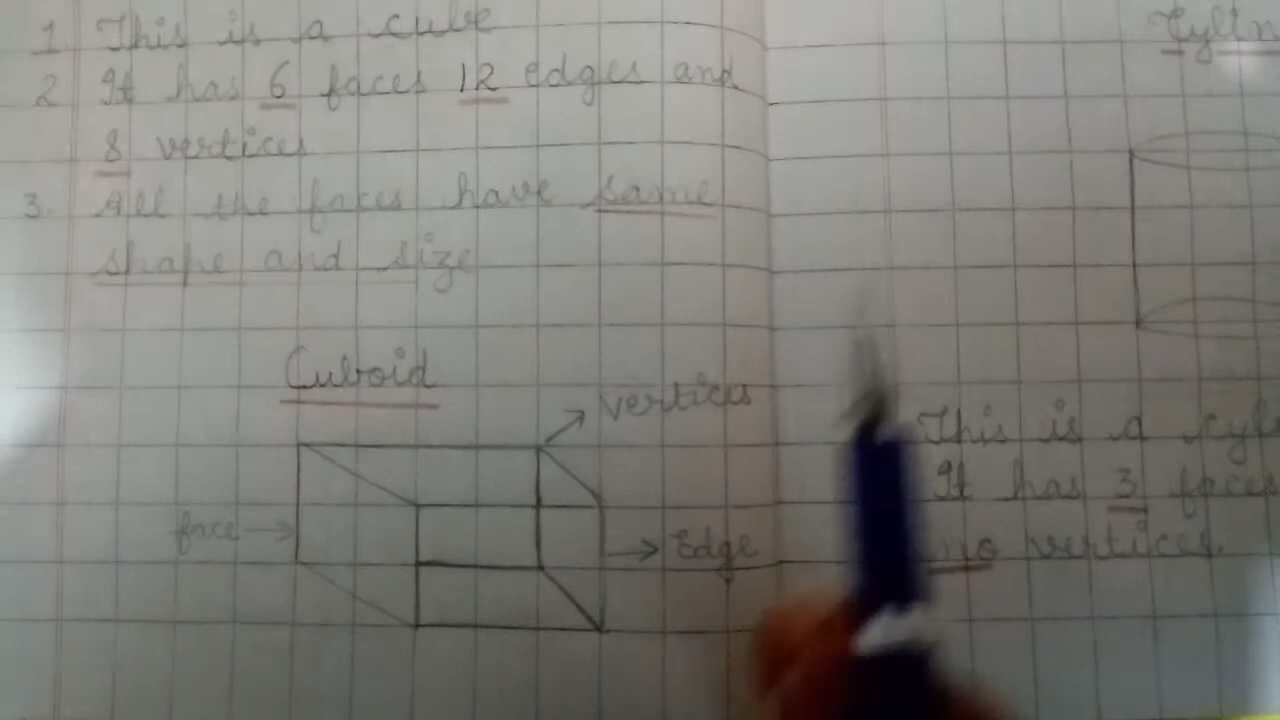 1 This is a cube
2 It has 6 faces 12 edges and
8 vertices
3. All the faces have same
shape and size
Cuboid
vertices
face
Edge
This is a
It has 3 faces
no vertices.